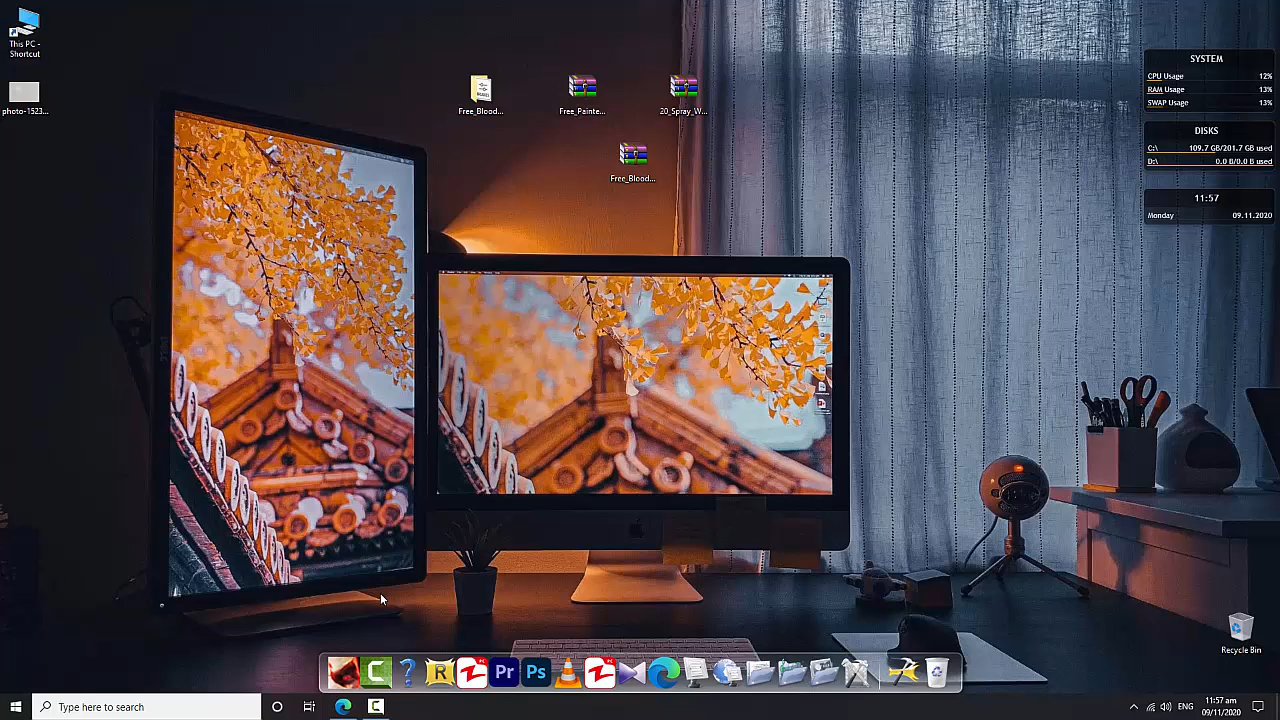 This PC -
Shortcut
photo-1523...
Free_Blood...
Free_Painte...
20_Spray_W...
Free_Blood...
SYSTEM
CPU Usage 12%
RAM Usage 13%
SWAP Usage 13%
DISKS
C:\ 109.7 GB/201.7 GB used
D:\ 0.0 B/0.0 B used
11:57
Monday 09.11.2020
Recycle Bin
C ? R Pr Ps
Type here to search
ENG
11:57 am
09/11/2020